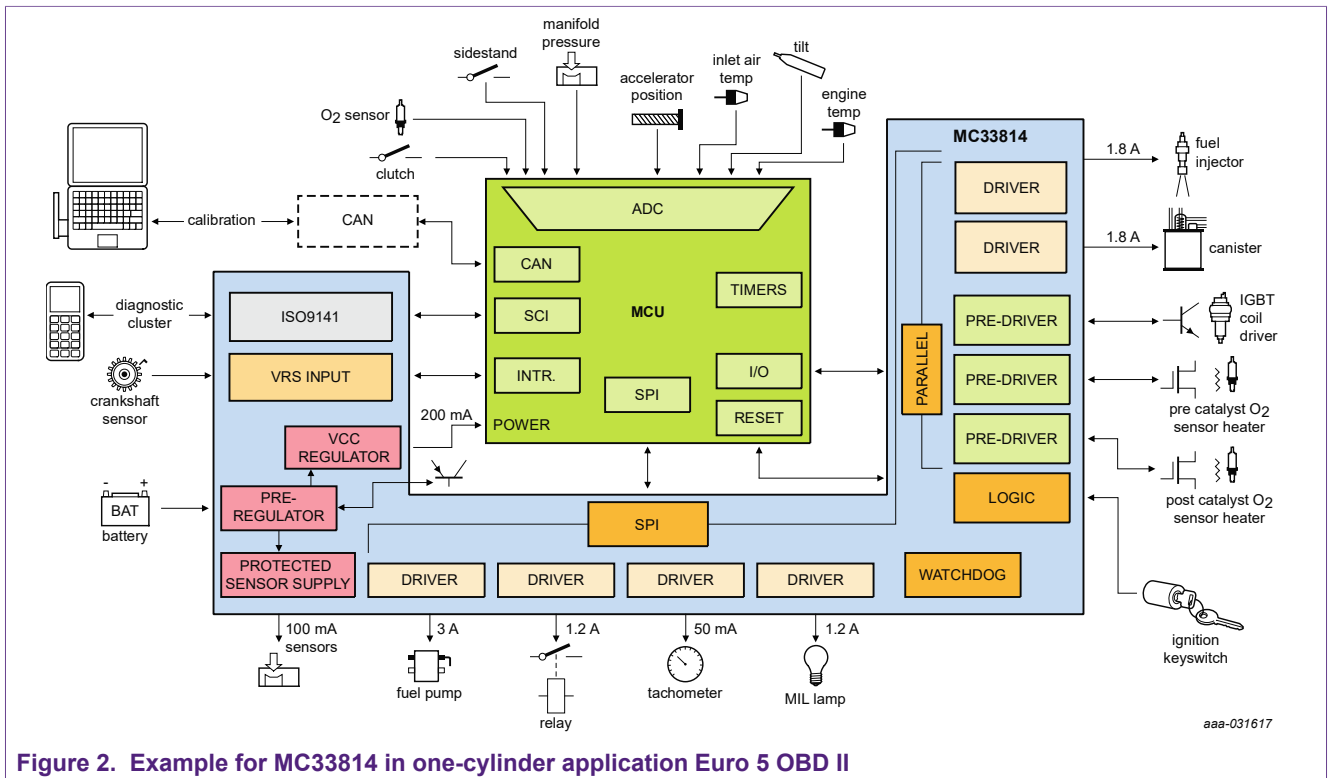 manifold
pressure
sidestand
tilt
inlet air
temp
accelerator
position
engine
temp
O2 sensor
clutch
MC33814
1.8 A
fuel
injector
DRIVER
ADC
calibration
CAN
DRIVER
1.8 A
canister
CAN
TIMERS
diagnostic
cluster
ISO9141
SCI
MCU
PRE-DRIVER
IGBT
coil
driver
VRS INPUT
INTR.
I/O
PARALLEL
PRE-DRIVER
crankshaft
sensor
SPI
pre catalyst O2
sensor heater
200 mA
POWER
RESET
PRE-DRIVER
VCC
REGULATOR
- +
BAT
battery
PRE-
REGULATOR
LOGIC
post catalyst O2
sensor heater
SPI
PROTECTED
SENSOR SUPPLY
DRIVER
DRIVER
DRIVER
DRIVER
WATCHDOG
100 mA
sensors
3 A
1.2 A
50 mA
1.2 A
ignition
keyswitch
fuel pump
relay
tachometer
MIL lamp
aaa-031617
Figure 2. Example for MC33814 in one-cylinder application Euro 5 OBD II